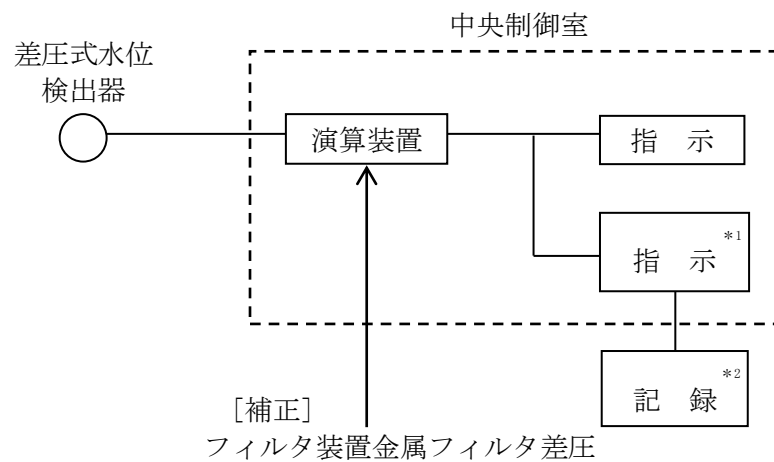 中央制御室
差圧式水位
検出器
演算装置
指 示
指 示 *1
記 録 *2
[補正]
フィルタ装置金属フィルタ差圧